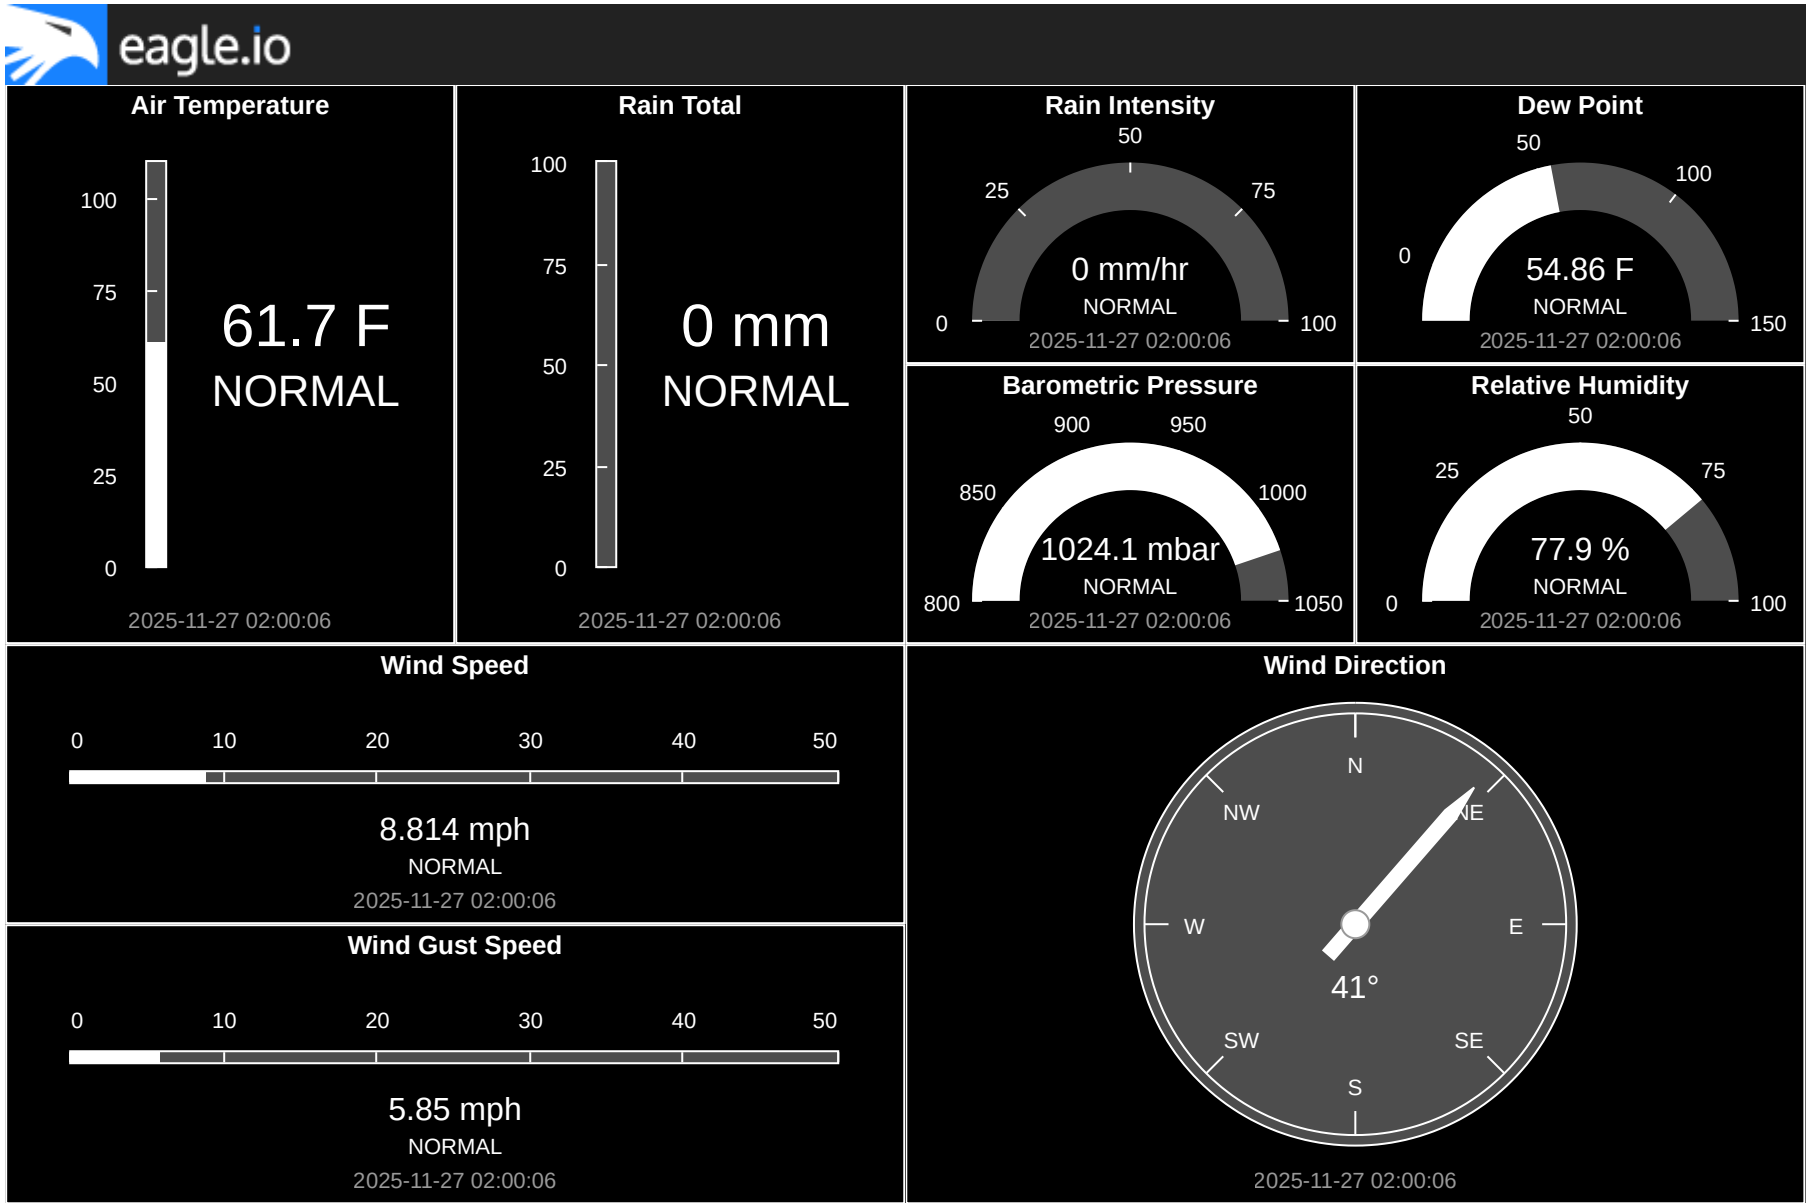 eagle.io
Air Temperature
100
75
50
25
0
61.7 F
NORMAL
2025-11-27 02:00:06
Rain Total
100
75
50
25
0
0 mm
NORMAL
2025-11-27 02:00:06
Rain Intensity
0
25
50
75
100
0 mm/hr
NORMAL
2025-11-27 02:00:06
Dew Point
0
50
100
150
54.86 F
NORMAL
2025-11-27 02:00:06
Barometric Pressure
800
850
900
950
1000
1050
1024.1 mbar
NORMAL
2025-11-27 02:00:06
Relative Humidity
0
25
50
75
100
77.9 %
NORMAL
2025-11-27 02:00:06
Wind Speed
0 10 20 30 40 50
8.814 mph
NORMAL
2025-11-27 02:00:06
Wind Gust Speed
0 10 20 30 40 50
5.85 mph
NORMAL
2025-11-27 02:00:06
Wind Direction
N
NW NE
W E
41°
SW SE
S
2025-11-27 02:00:06